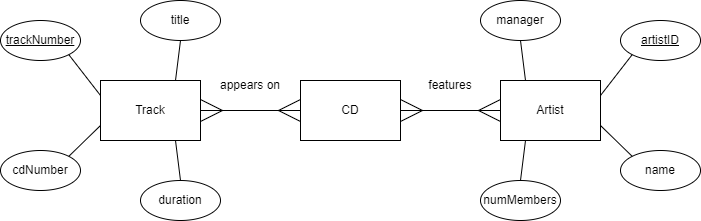 title
manager
trackNumber
artistID
appears on
features
Track
CD
Artist
cdNumber
name
duration
numMembers